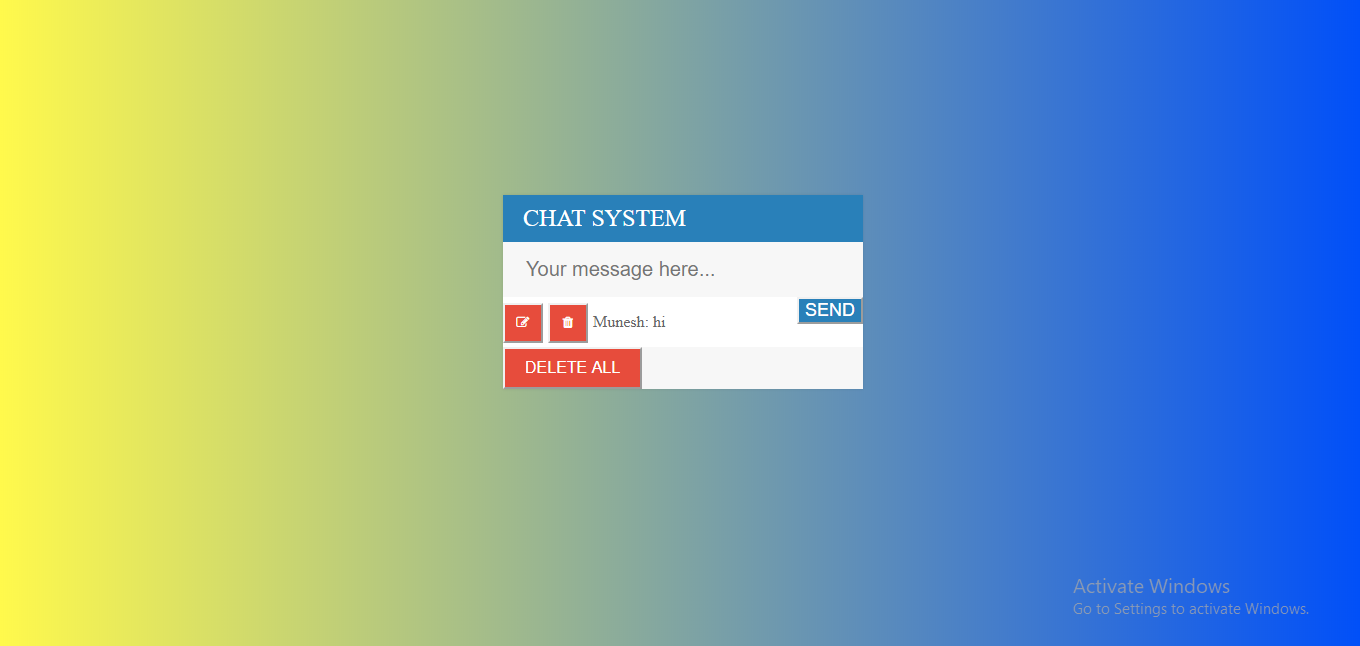 CHAT SYSTEM
Your message here...
SEND
Munesh: hi
DELETE ALL
Activate Windows
Go to Settings to activate Windows.